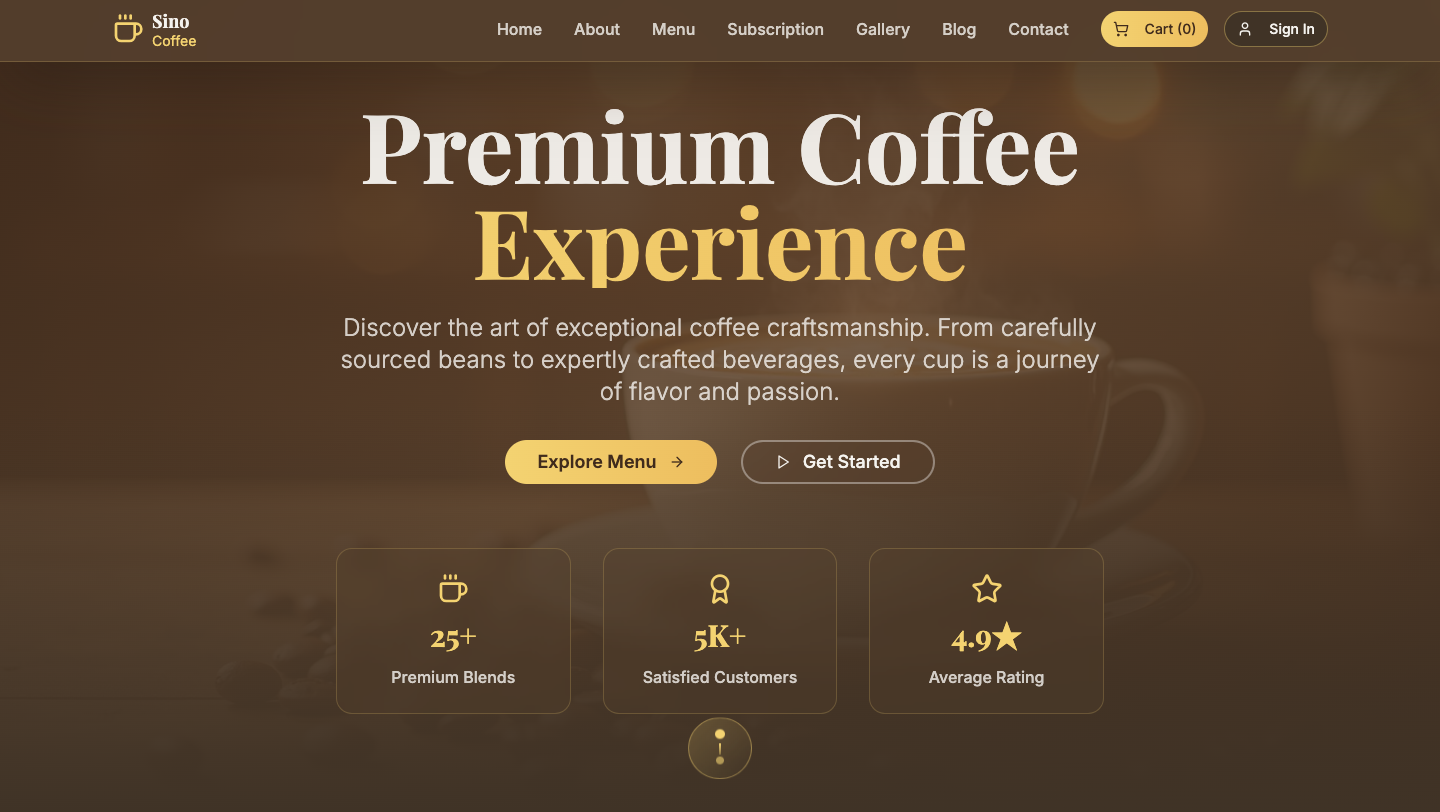 Sino
Coffee
Home About Menu Subscription Gallery Blog Contact Cart (0) Sign In
Premium Coffee
Experience
Discover the art of exceptional coffee craftsmanship. From carefully
sourced beans to expertly crafted beverages, every cup is a journey
of flavor and passion.
Explore Menu → Get Started
25+ 5K+ 4.9★
Premium Blends Satisfied Customers Average Rating